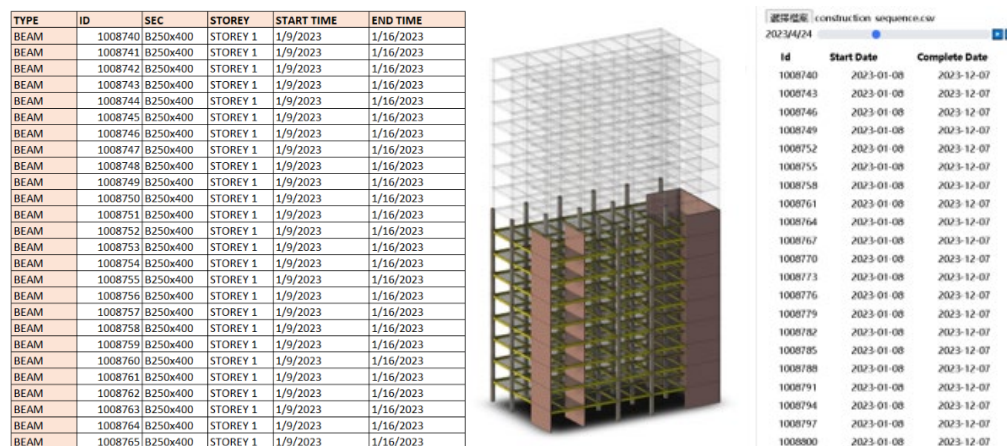 TYPE ID SEC STOREY START TIME END TIME
BEAM 1008740 B250x400 STOREY 1 1/9/2023 1/16/2023
BEAM 1008741 B250x400 STOREY 1 1/9/2023 1/16/2023
BEAM 1008742 B250x400 STOREY 1 1/9/2023 1/16/2023
BEAM 1008743 B250x400 STOREY 1 1/9/2023 1/16/2023
BEAM 1008744 B250x400 STOREY 1 1/9/2023 1/16/2023
BEAM 1008745 B250x400 STOREY 1 1/9/2023 1/16/2023
BEAM 1008746 B250x400 STOREY 1 1/9/2023 1/16/2023
BEAM 1008747 B250x400 STOREY 1 1/9/2023 1/16/2023
BEAM 1008748 B250x400 STOREY 1 1/9/2023 1/16/2023
BEAM 1008749 B250x400 STOREY 1 1/9/2023 1/16/2023
BEAM 1008750 B250x400 STOREY 1 1/9/2023 1/16/2023
BEAM 1008751 B250x400 STOREY 1 1/9/2023 1/16/2023
BEAM 1008752 B250x400 STOREY 1 1/9/2023 1/16/2023
BEAM 1008753 B250x400 STOREY 1 1/9/2023 1/16/2023
BEAM 1008754 B250x400 STOREY 1 1/9/2023 1/16/2023
BEAM 1008755 B250x400 STOREY 1 1/9/2023 1/16/2023
BEAM 1008756 B250x400 STOREY 1 1/9/2023 1/16/2023
BEAM 1008757 B250x400 STOREY 1 1/9/2023 1/16/2023
BEAM 1008758 B250x400 STOREY 1 1/9/2023 1/16/2023
BEAM 1008759 B250x400 STOREY 1 1/9/2023 1/16/2023
BEAM 1008760 B250x400 STOREY 1 1/9/2023 1/16/2023
BEAM 1008761 B250x400 STOREY 1 1/9/2023 1/16/2023
BEAM 1008762 B250x400 STOREY 1 1/9/2023 1/16/2023
BEAM 1008763 B250x400 STOREY 1 1/9/2023 1/16/2023
BEAM 1008764 B250x400 STOREY 1 1/9/2023 1/16/2023
BEAM 1008765 B250x400 STOREY 1 1/9/2023 1/16/2023
選擇檔案 construction sequence.csv
2023/4/24
Id Start Date Complete Date
1008740 2023-01-08 2023-12-07
1008743 2023-01-08 2023-12-07
1008746 2023-01-08 2023-12-07
1008749 2023-01-08 2023-12-07
1008752 2023-01-08 2023-12-07
1008755 2023-01-08 2023-12-07
1008758 2023-01-08 2023-12-07
1008761 2023-01-08 2023-12-07
1008764 2023-01-08 2023-12-07
1008767 2023-01-08 2023-12-07
1008770 2023-01-08 2023-12-07
1008773 2023-01-08 2023-12-07
1008776 2023-01-08 2023-12-07
1008779 2023-01-08 2023-12-07
1008782 2023-01-08 2023-12-07
1008785 2023-01-08 2023-12-07
1008788 2023-01-08 2023-12-07
1008791 2023-01-08 2023-12-07
1008794 2023-01-08 2023-12-07
1008797 2023-01-08 2023-12-07
1008800 2023-01-08 2023-12-07